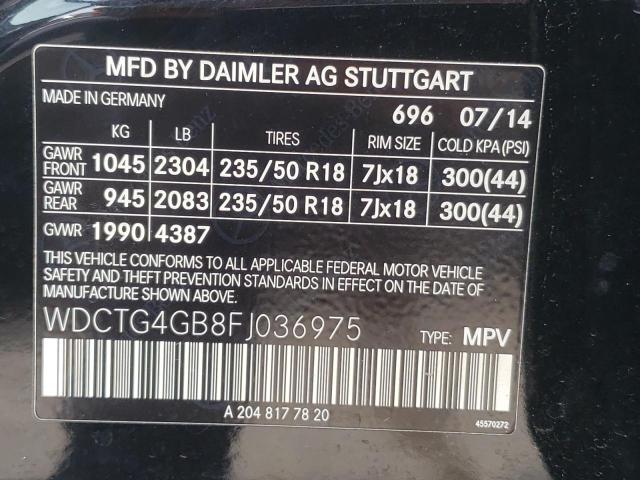 MFD BY DAIMLER AG STUTTGART
MADE IN GERMANY 696 07/14
KG LB TIRES RIM SIZE COLD KPA(PSI)
GAWR FRONT 1045 2304 235/50 R18 7Jx18 300(44)
GAWR REAR 945 2083 235/50 R18 7Jx18 300(44)
GVWR 1990 4387
THIS VEHICLE CONFORMS TO ALL APPLICABLE FEDERAL MOTOR VEHICLE
SAFETY AND THEFT PREVENTION STANDARDS IN EFFECT ON THE DATE OF
MANUFACTURE SHOWN ABOVE.
WDCTG4GB8FJ036975 TYPE: MPV
A 204 817 78 20
45570272